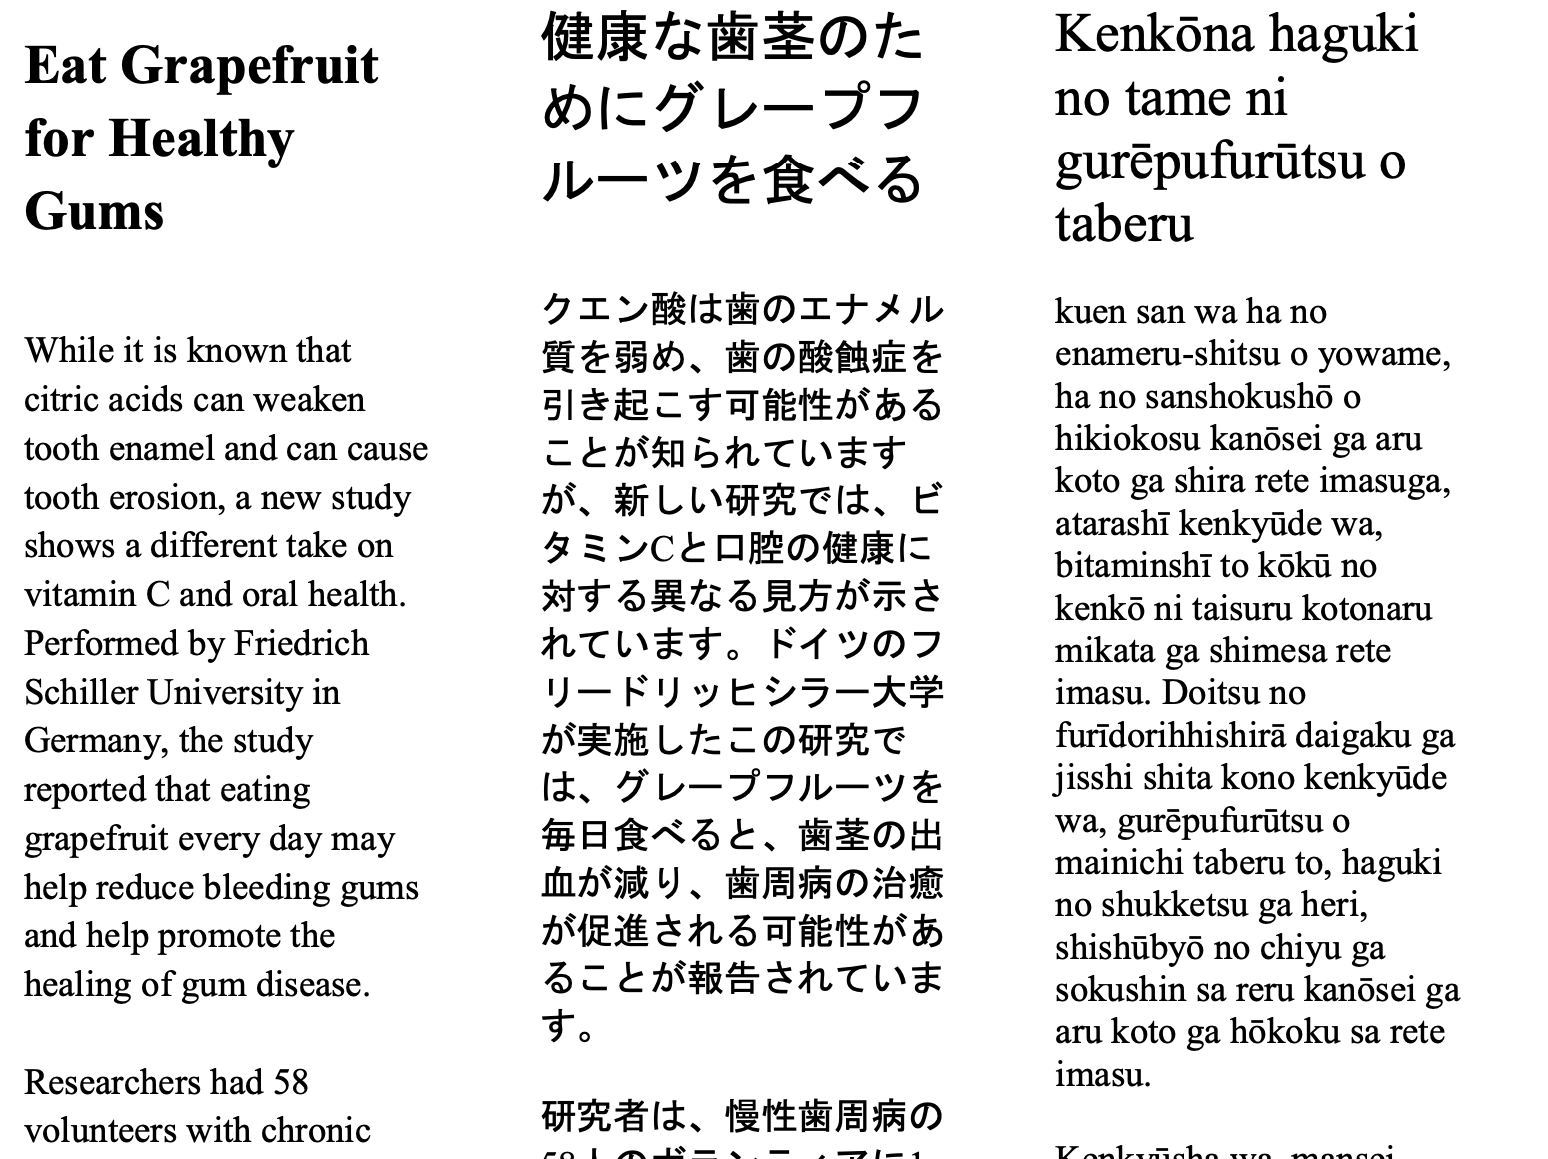 Eat Grapefruit
for Healthy
Gums
While it is known that
citric acids can weaken
tooth enamel and can cause
tooth erosion, a new study
shows a different take on
vitamin C and oral health.
Performed by Friedrich
Schiller University in
Germany, the study
reported that eating
grapefruit every day may
help reduce bleeding gums
and help promote the
healing of gum disease.
Researchers had 58
volunteers with chronic
健康な歯茎のた
めにグレープフ
ルーツを食べる
クエン酸は歯のエナメル
質を弱め、歯の酸蝕症を
引き起こす可能性がある
ことが知られています
が、新しい研究では、ビ
タミンCと口腔の健康に
対する異なる見方が示さ
れています。ドイツのフ
リードリッヒシラー大学
が実施したこの研究で
は、グレープフルーツを
毎日食べると、歯茎の出
血が減り、歯周病の治癒
が促進される可能性があ
ることが報告されていま
す。
研究者は、慢性歯周病の
58人のボランティアに1
Kenkōna haguki
no tame ni
gurēpufurūtsu o
taberu
kuen san wa ha no
enameru-shitsu o yowame,
ha no sanshokushō o
hikiokosu kanōsei ga aru
koto ga shira rete imasuga,
atarashī kenkyūde wa,
bitaminshī to kōkū no
kenkō ni taisuru kotonaru
mikata ga shimesa rete
imasu. Doitsu no
furīdorihhishirā daigaku ga
jisshi shita kono kenkyūde
wa, gurēpufurūtsu o
mainichi taberu to, haguki
no shukketsu ga heri,
shishūbyō no chiyu ga
sokushin sa reru kanōsei ga
aru koto ga hōkoku sa rete
imasu.
Kenkyūsha wa, mansei